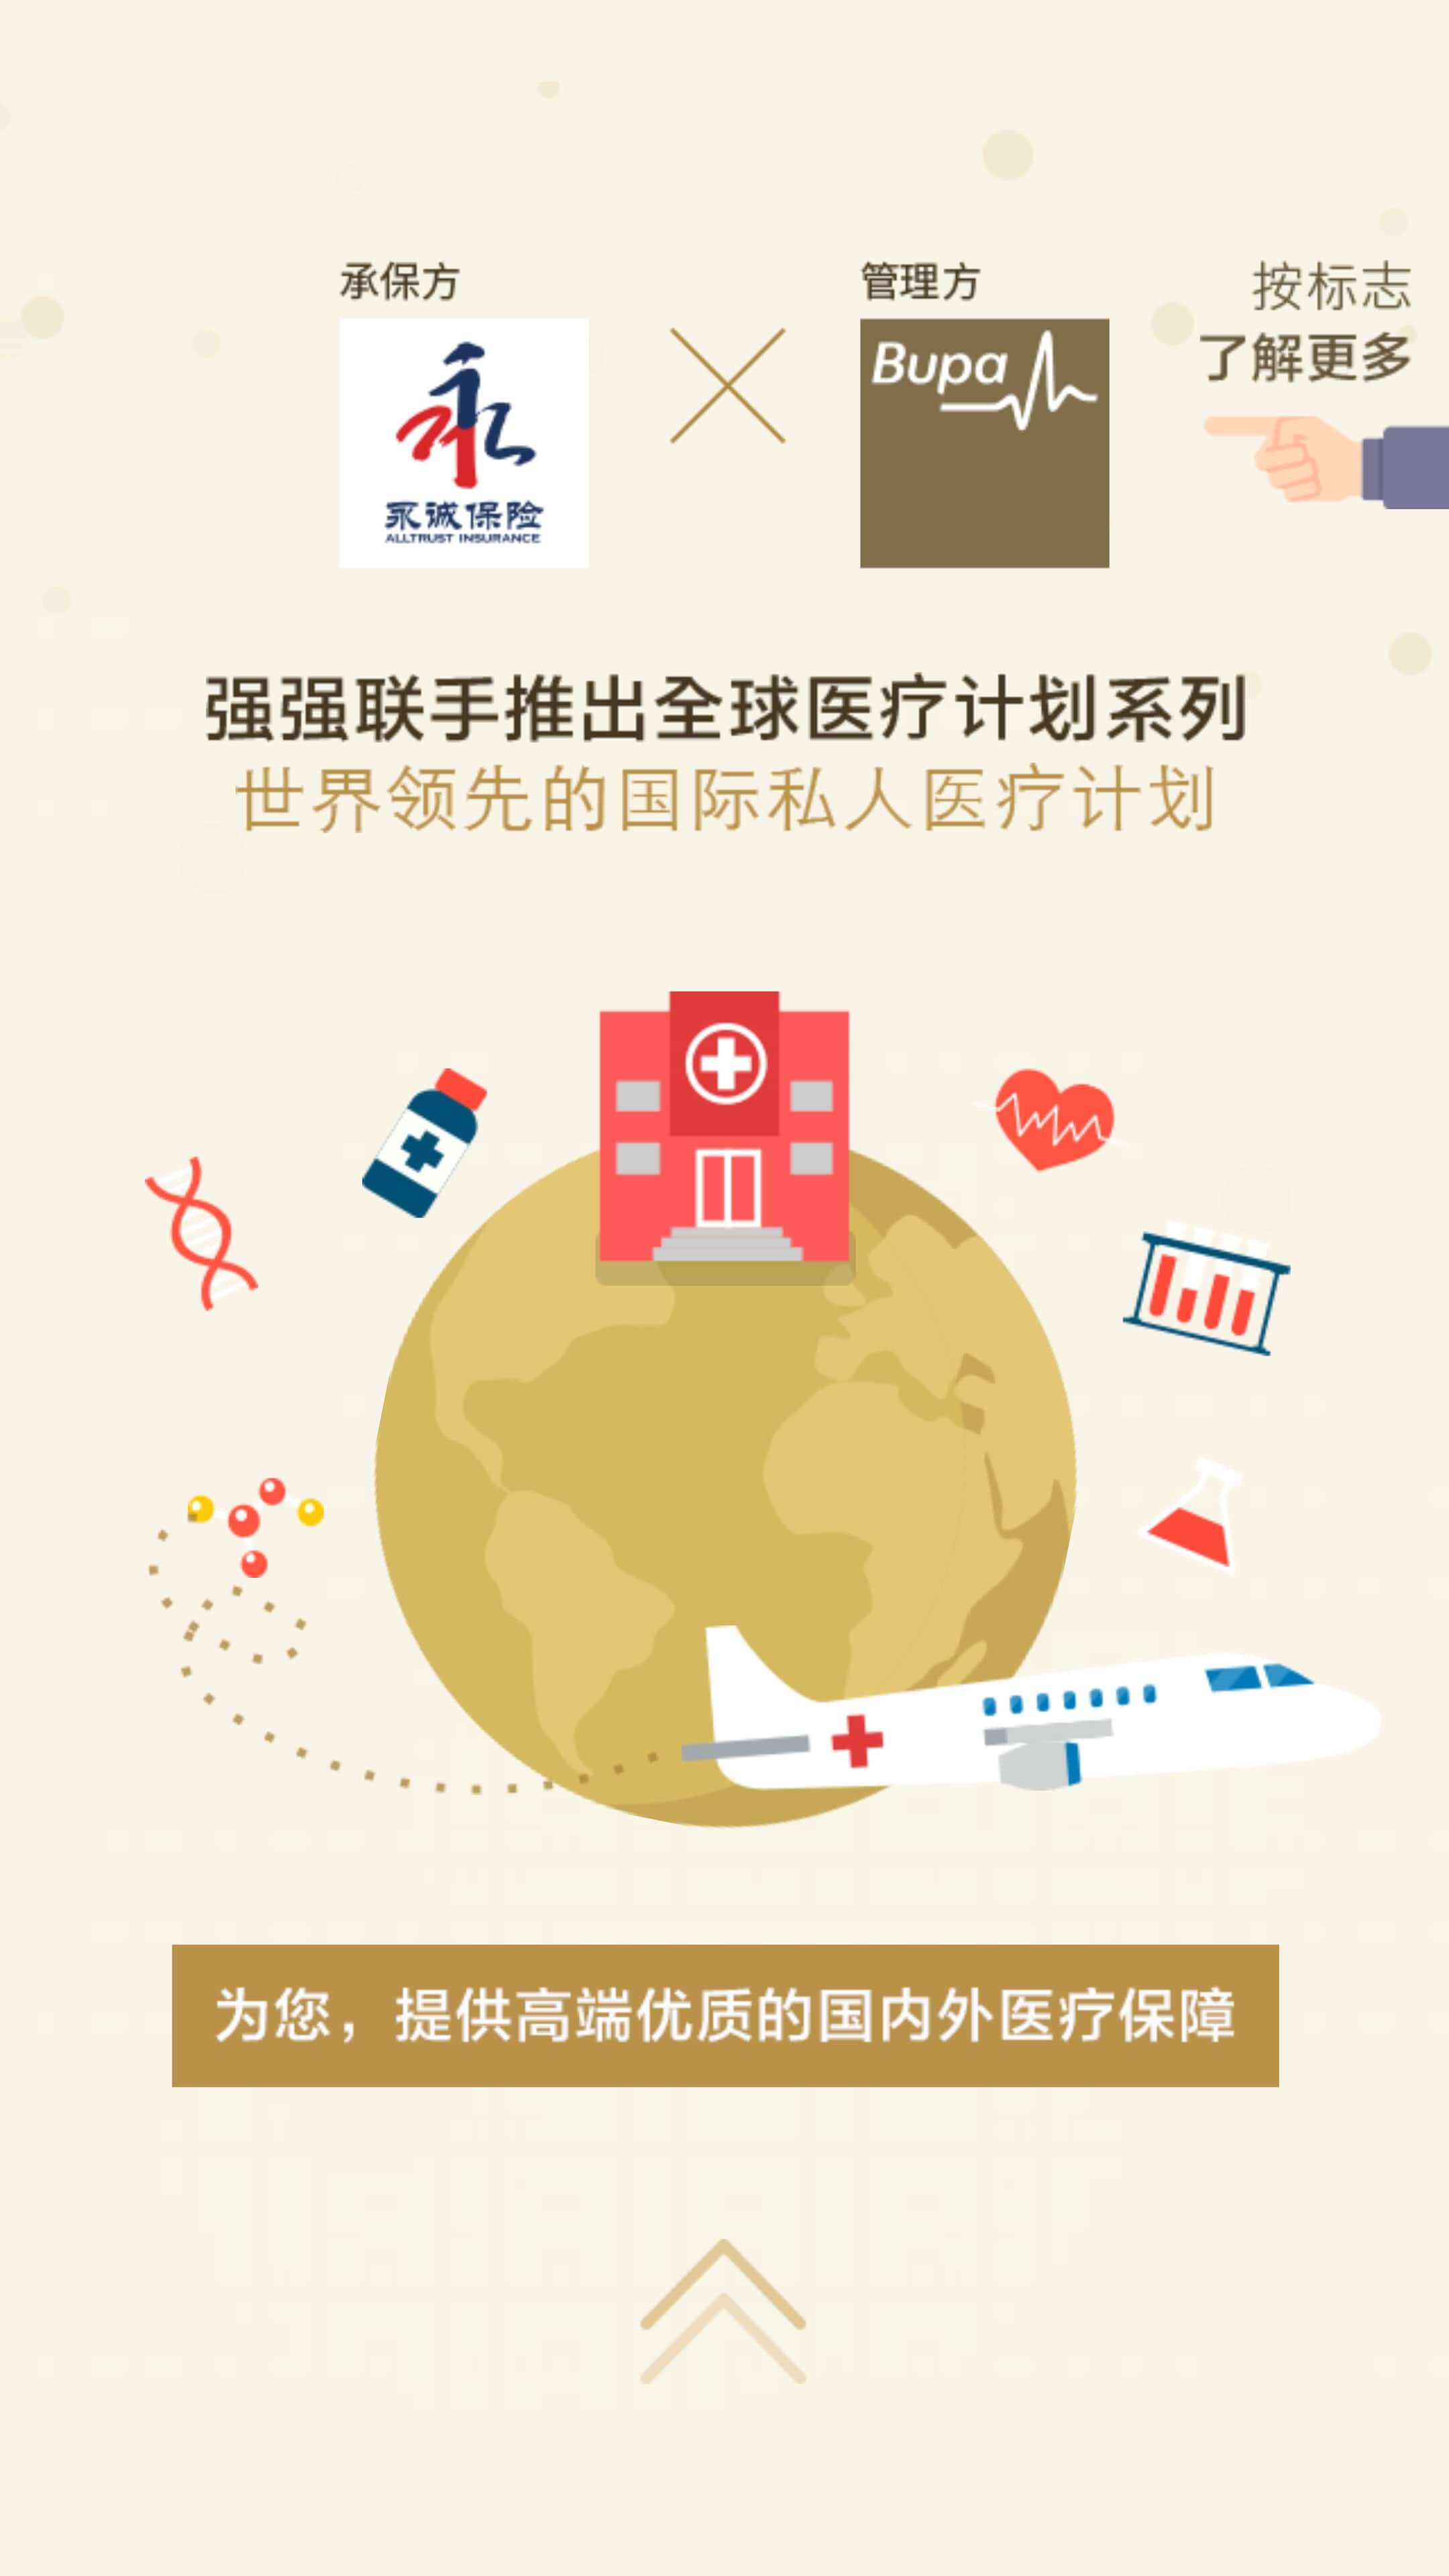 承保方
管理方
按标志
了解更多
Bupa
永诚保险
ALLTRUST INSURANCE
强强联手推出全球医疗计划系列
世界领先的国际私人医疗计划
为您，提供高端优质的国内外医疗保障